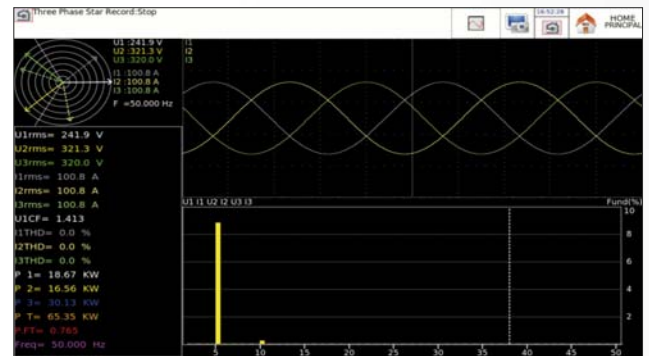 Three Phase Star Record:Stop
16:52:26
HOME
PRINCIPAL
U1 :241.9 V
U2 :321.3 V
U3 :320.0 V
I1 :100.8 A
I2 :100.8 A
I3 :100.8 A
F =50.000 Hz
I1
I2
I3
U1rms= 241.9 V
U2rms= 321.3 V
U3rms= 320.0 V
I1rms= 100.8 A
I2rms= 100.8 A
I3rms= 100.8 A
U1CF= 1.413
I1THD= 0.0 %
I2THD= 0.0 %
I3THD= 0.0 %
P 1= 18.67 KW
P 2= 16.56 KW
P 3= 30.13 KW
P T= 65.35 KW
P.FT= 0.765
Freq= 50.000 Hz
U1 I1 U2 I2 U3 I3 Fund(%)
10
8
6
4
2
5 10 15 20 25 30 35 40 45 50